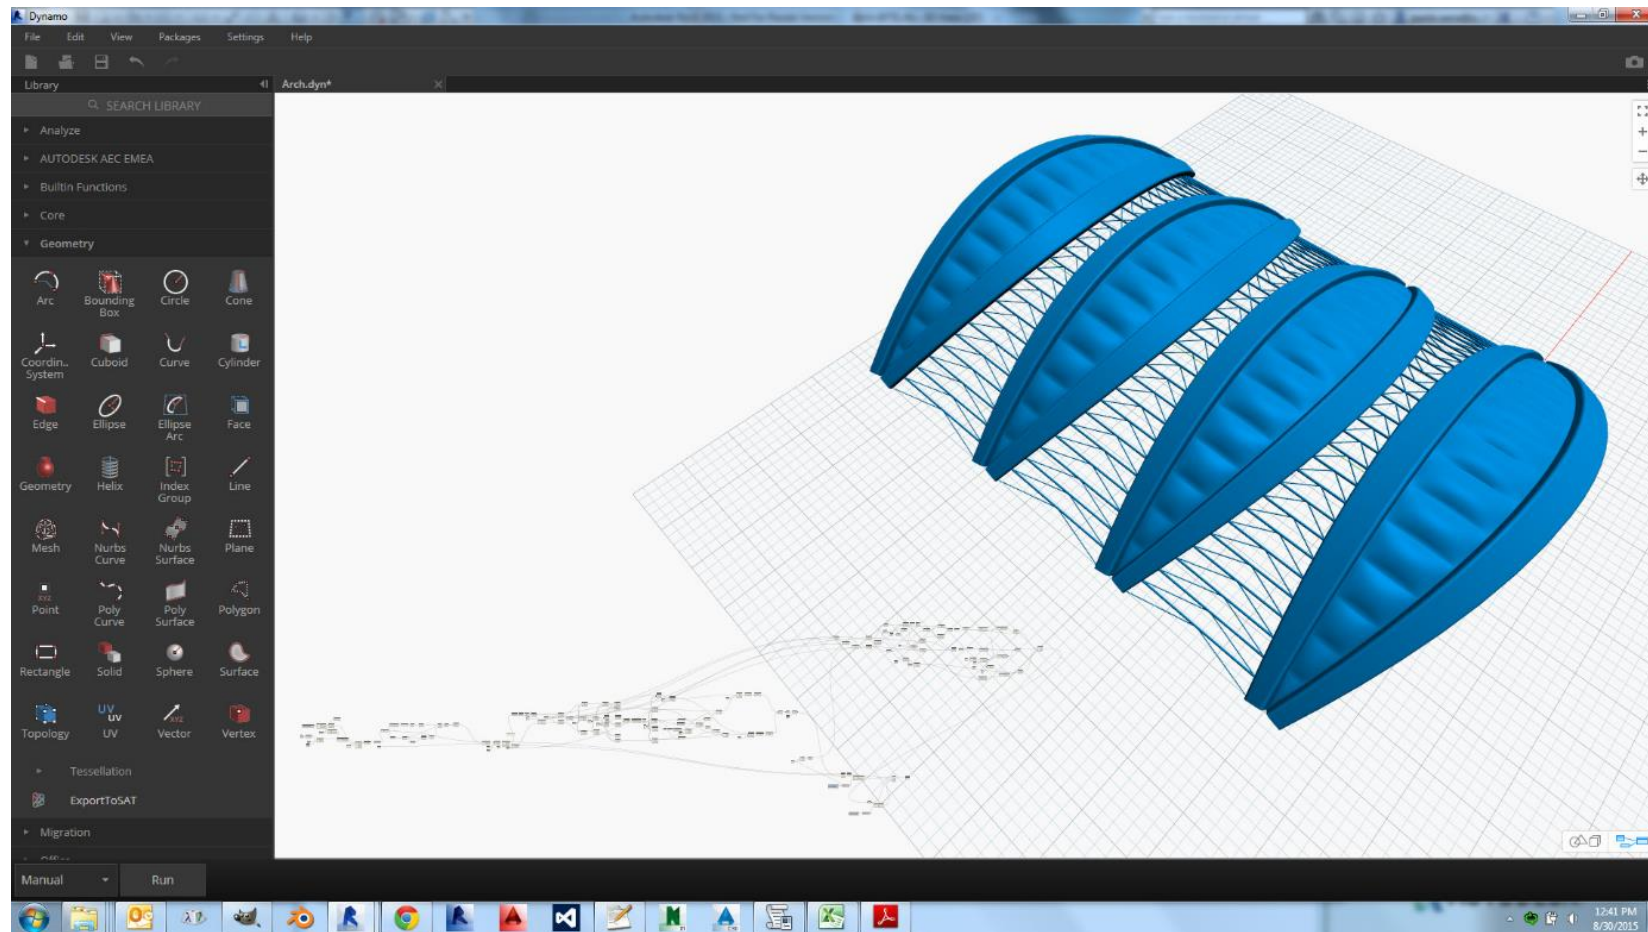 Dynamo
File Edit View Packages Settings Help
Library
Arch.dyn*
SEARCH LIBRARY
Analyze
AUTODESK AEC EMEA
Builtin Functions
Core
Geometry
Arc
Bounding
Box
Circle
Cone
Coordin..
System
Cuboid
Curve
Cylinder
Edge
Ellipse
Ellipse
Arc
Face
Geometry
Helix
Index
Group
Line
Mesh
Nurbs
Curve
Nurbs
Surface
Plane
Point
Poly
Curve
Poly
Surface
Polygon
Rectangle
Solid
Sphere
Surface
Topology
UV
Vector
Vertex
Tessellation
ExportToSAT
Migration
Manual
Run
12:41 PM
8/30/2015